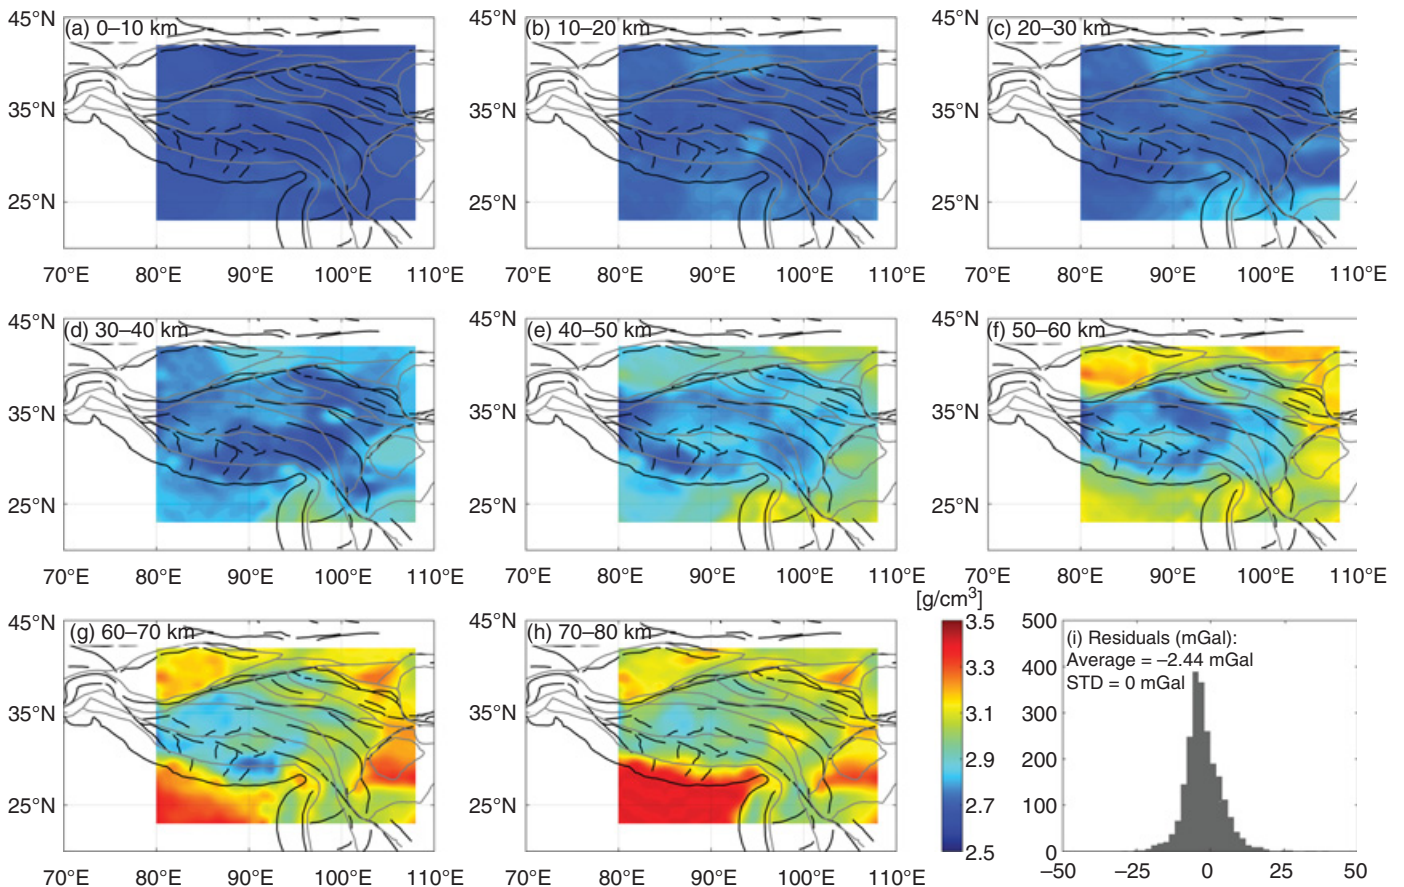 45°N
(a) 0–10 km
35°N
25°N
70°E 80°E 90°E 100°E 110°E
45°N
(b) 10–20 km
35°N
25°N
70°E 80°E 90°E 100°E 110°E
45°N
(c) 20–30 km
35°N
25°N
70°E 80°E 90°E 100°E 110°E
45°N
(d) 30–40 km
35°N
25°N
70°E 80°E 90°E 100°E 110°E
45°N
(e) 40–50 km
35°N
25°N
70°E 80°E 90°E 100°E 110°E
45°N
(f) 50–60 km
35°N
25°N
70°E 80°E 90°E 100°E 110°E
45°N
(g) 60–70 km
35°N
25°N
70°E 80°E 90°E 100°E 110°E
45°N
(h) 70–80 km
35°N
25°N
70°E 80°E 90°E 100°E 110°E
[g/cm³]
3.5
3.3
3.1
2.9
2.7
2.5
(i) Residuals (mGal):
Average = –2.44 mGal
STD = 0 mGal
500
400
300
200
100
0
–50 –25 0 25 50